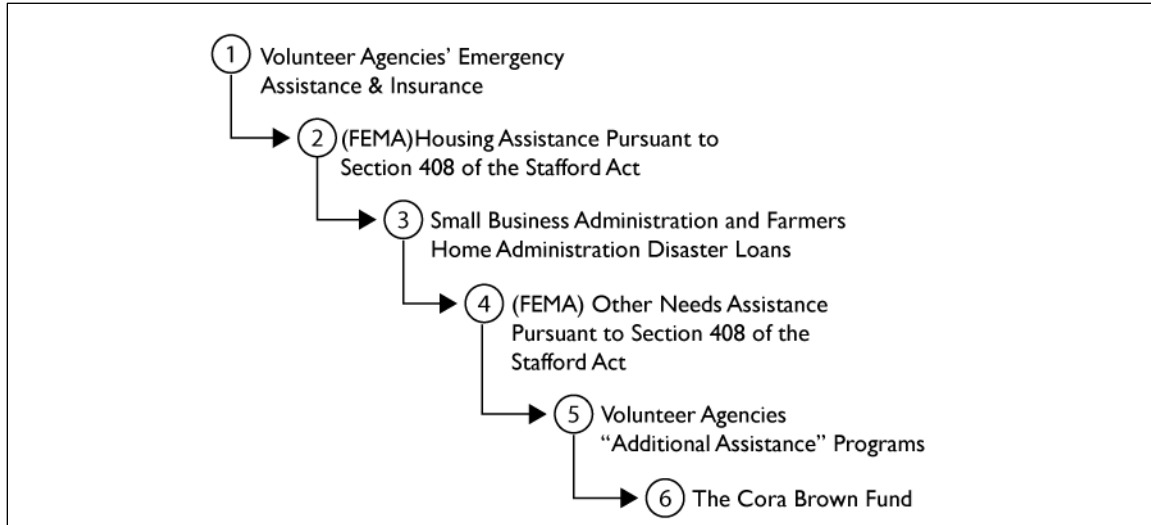 1 Volunteer Agencies’ Emergency
Assistance & Insurance
2 (FEMA)Housing Assistance Pursuant to
Section 408 of the Stafford Act
3 Small Business Administration and Farmers
Home Administration Disaster Loans
4 (FEMA) Other Needs Assistance
Pursuant to Section 408 of the
Stafford Act
5 Volunteer Agencies
“Additional Assistance” Programs
6 The Cora Brown Fund